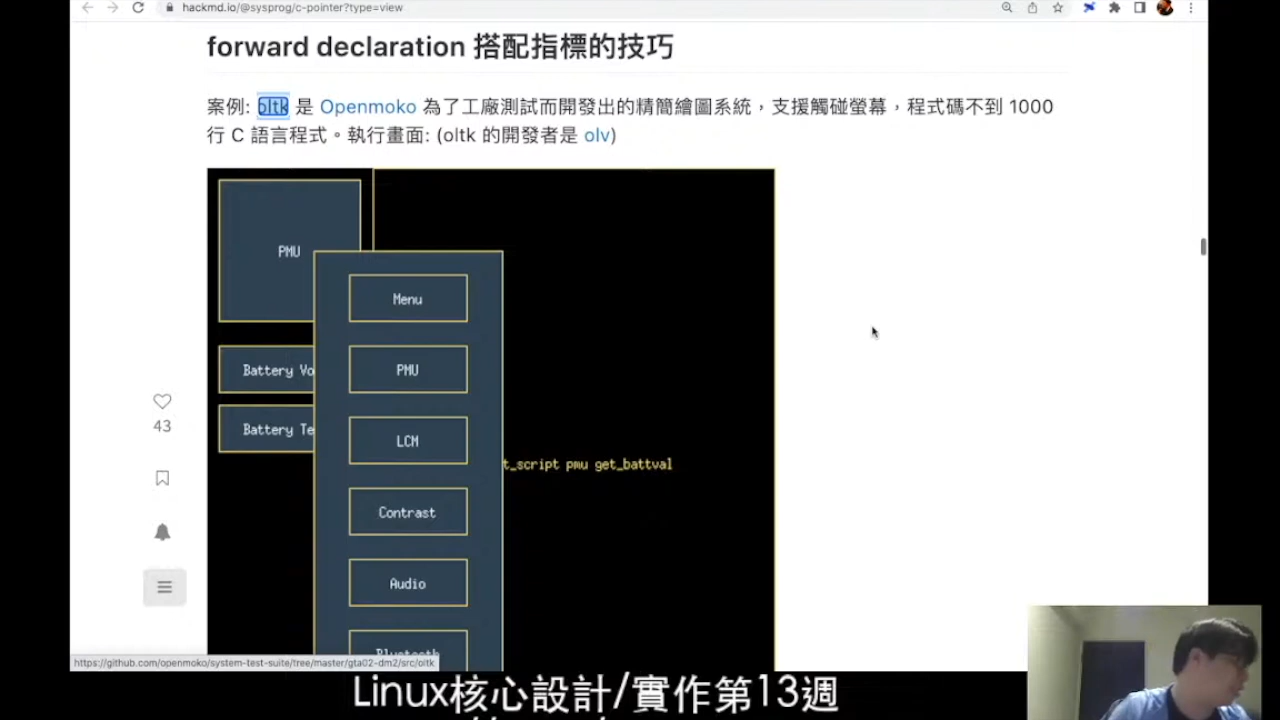 hackmd.io/@sysprog/c-pointer?type=view
forward declaration 搭配指標的技巧
案例: oltk 是 Openmoko 為了工廠測試而開發出的精簡繪圖系統，支援觸碰螢幕，程式碼不到 1000
行 C 語言程式。執行畫面: (oltk 的開發者是 olv)
PMU
Menu
Battery Vo
PMU
Battery Te
LCM
t_script pmu get_battval
Contrast
Audio
Bluetooth
43
https://github.com/openmoko/system-test-suite/tree/master/gta02-dm2/src/oltk
Linux核心設計/實作第13週